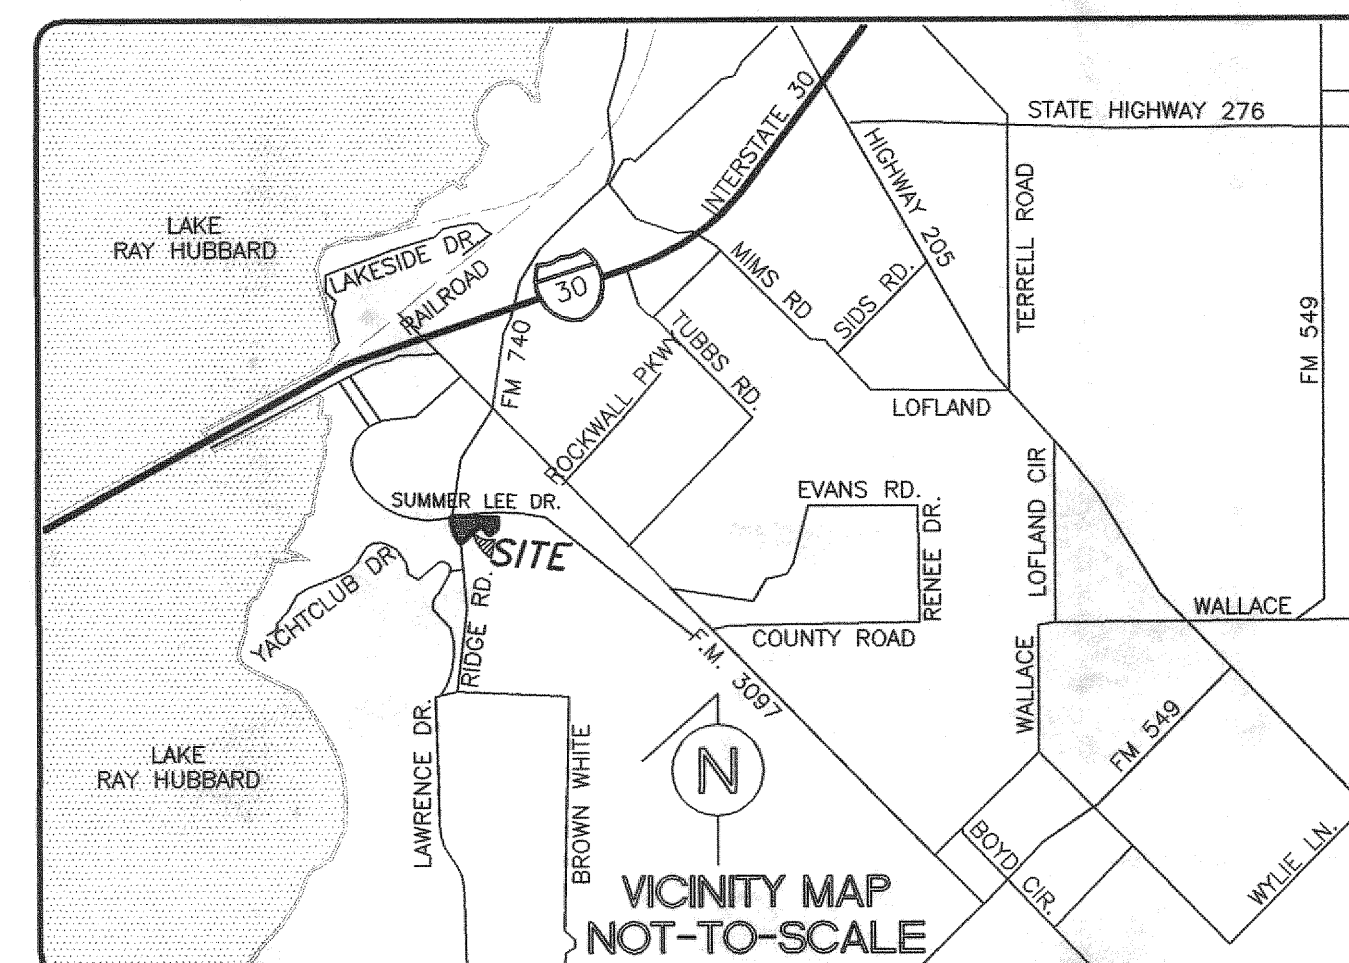 STATE HIGHWAY 276
INTERSTATE 30
HIGHWAY 205
TERRELL ROAD
LAKE
RAY HUBBARD
LAKESIDE DR.
RAILROAD
30
MIMS RD
SIDS RD.
FM 549
FM 740
TUBBS RD.
ROCKWALL PKWY
LOFLAND
LOFLAND CIR
SUMMER LEE DR.
EVANS RD.
RENEE DR.
SITE
YACHTCLUB DR
RIDGE RD.
WALLACE
COUNTY ROAD
WALLACE
F.M. 3097
LAWRENCE DR.
BROWN WHITE
FM 549
LAKE
RAY HUBBARD
N
BOYD CIR.
WYLIE LN.
VICINITY MAP
NOT-TO-SCALE